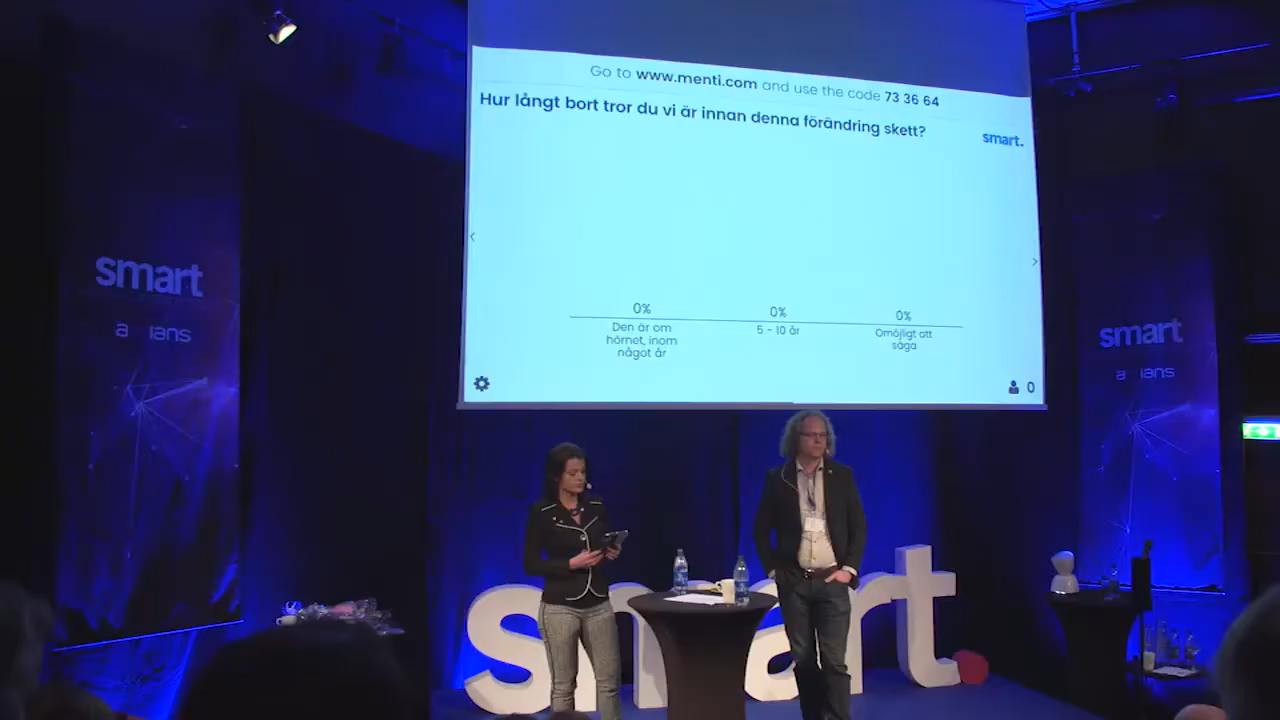 Go to www.menti.com and use the code 73 36 64
Hur långt bort tror du vi är innan denna förändring skett?
smart.
0%
0%
0%
Den är om
hörnet, inom
något år
5 - 10 år
Omöjligt att
säga
0
smart
a ians
smart
a ians
smart.